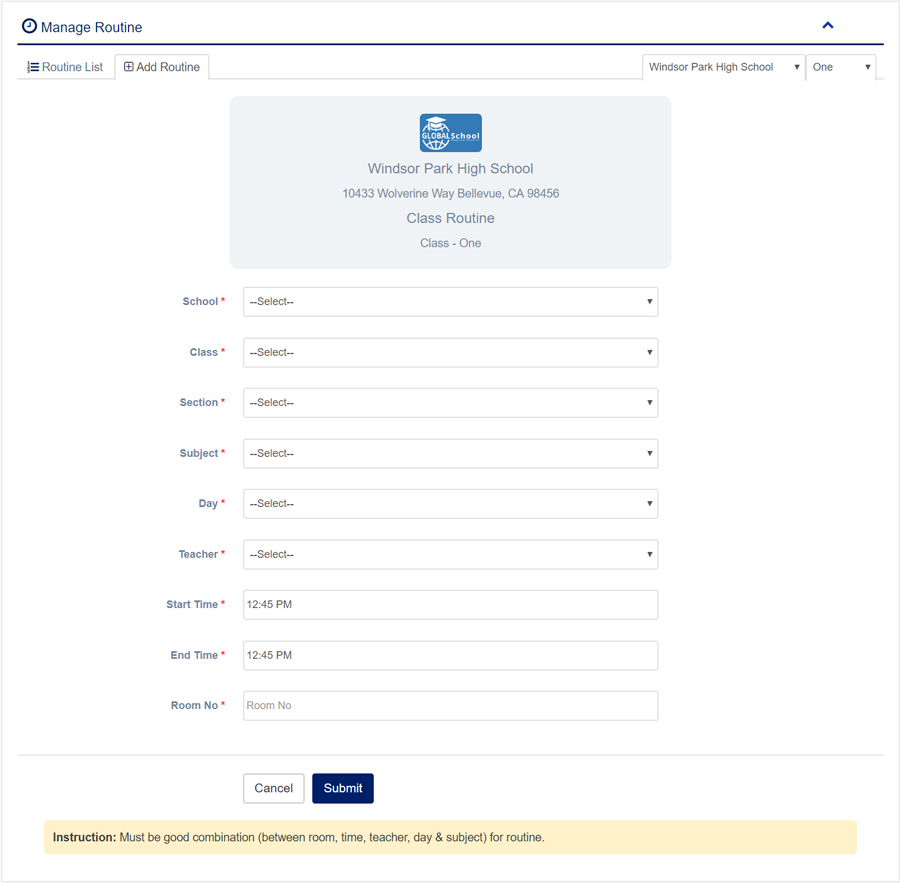 Manage Routine
Routine List
Add Routine
Windsor Park High School
One
GLOBAL School
Windsor Park High School
10433 Wolverine Way Bellevue, CA 98456
Class Routine
Class - One
School * --Select--
Class * --Select--
Section * --Select--
Subject * --Select--
Day * --Select--
Teacher * --Select--
Start Time * 12:45 PM
End Time * 12:45 PM
Room No * Room No
Cancel
Submit
Instruction: Must be good combination (between room, time, teacher, day & subject) for routine.